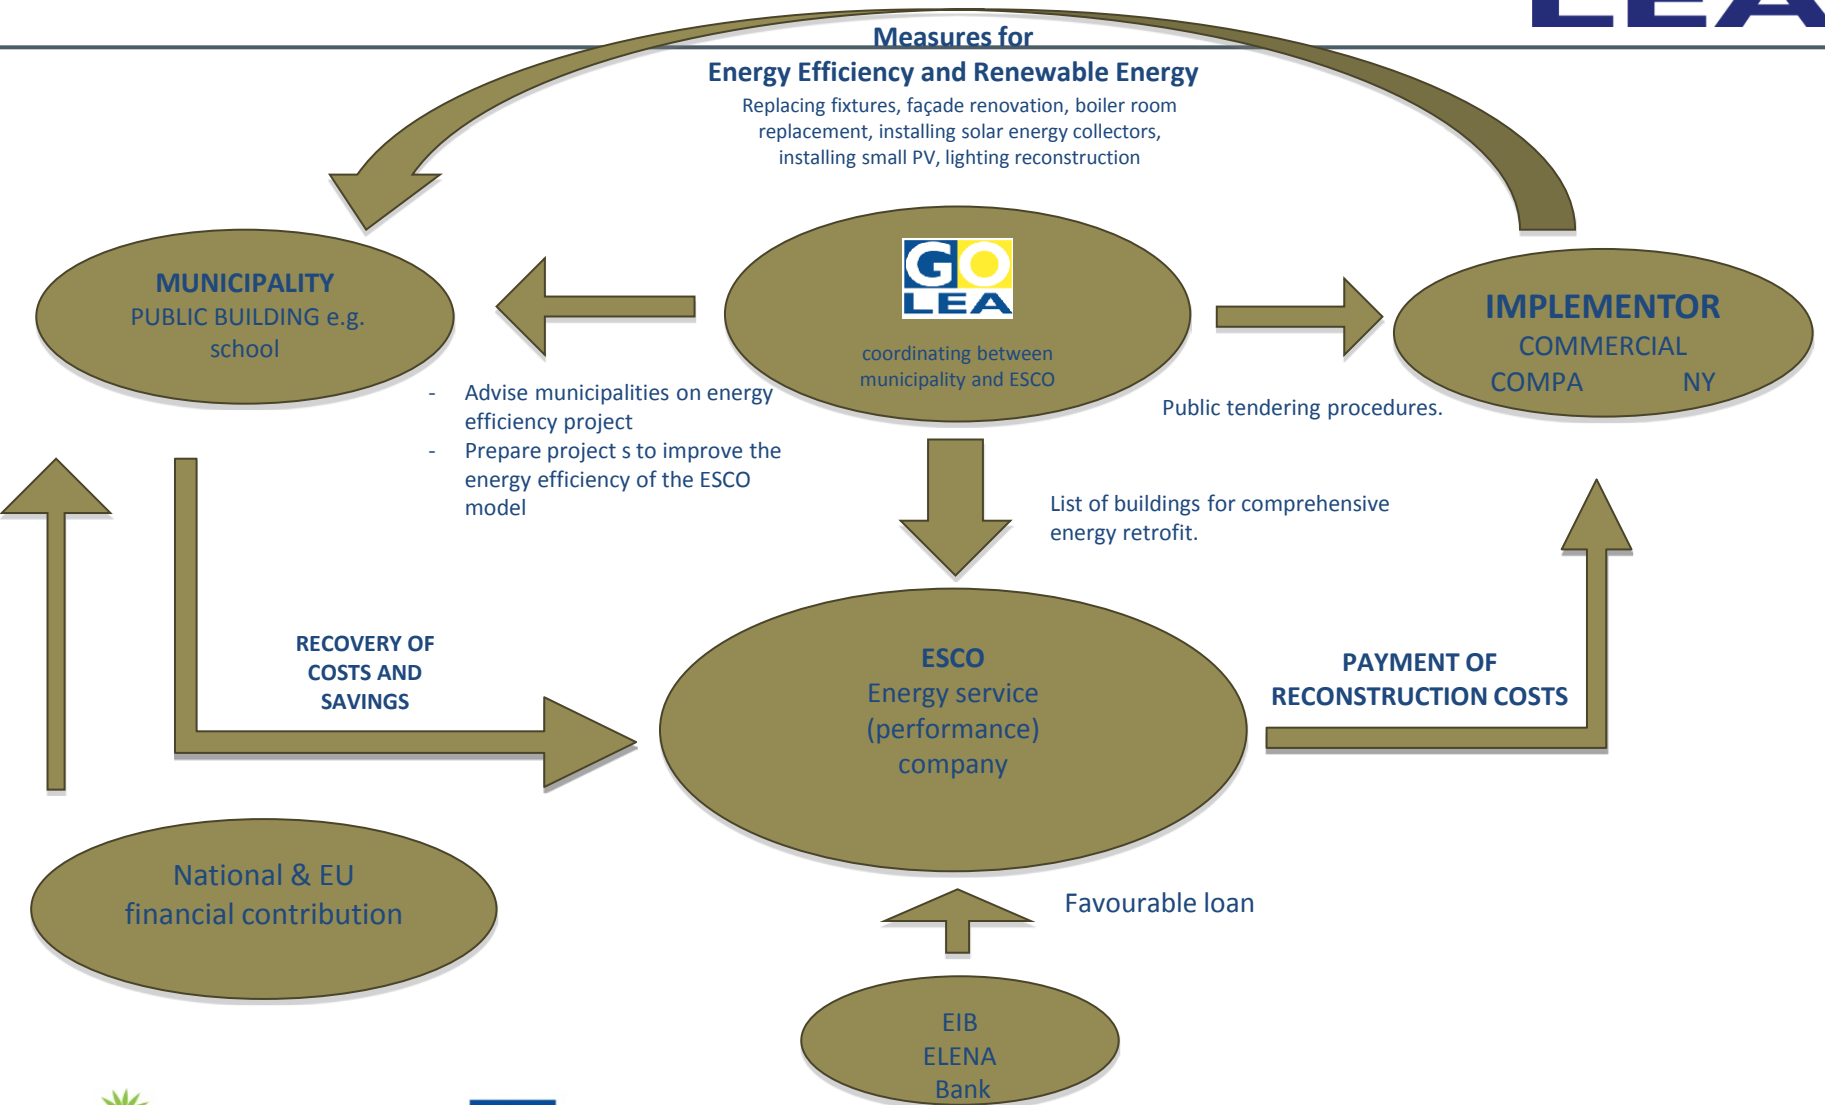 LEA
Measures for
Energy Efficiency and Renewable Energy
Replacing fixtures, façade renovation, boiler room
replacement, installing solar energy collectors,
installing small PV, lighting reconstruction
MUNICIPALITY
PUBLIC BUILDING e.g.
school
GO
LEA
coordinating between
municipality and ESCO
IMPLEMENTOR
COMMERCIAL
COMPA NY
- Advise municipalities on energy
efficiency project
- Prepare project s to improve the
energy efficiency of the ESCO
model
Public tendering procedures.
List of buildings for comprehensive
energy retrofit.
RECOVERY OF
COSTS AND
SAVINGS
ESCO
Energy service
(performance)
company
PAYMENT OF
RECONSTRUCTION COSTS
National & EU
financial contribution
Favourable loan
EIB
ELENA
Bank